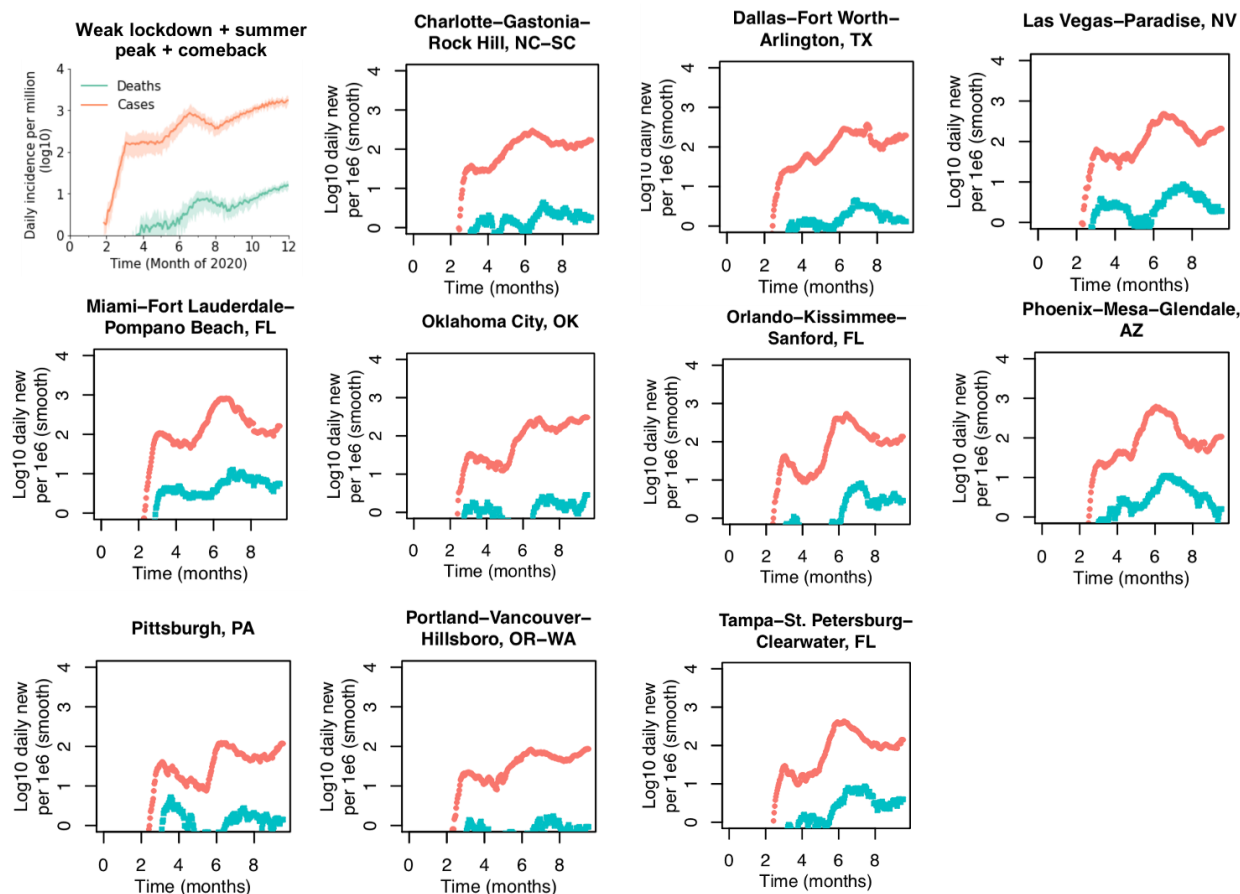 Weak lockdown + summer
peak + comeback
Daily incidence per million
(log10)
4
3
2
1
0
Deaths
Cases
0 2 4 6 8 10 12
Time (Month of 2020)
Charlotte–Gastonia–
Rock Hill, NC–SC
Log10 daily new
per 1e6 (smooth)
4
3
2
1
0
0 2 4 6 8
Time (months)
Dallas–Fort Worth–
Arlington, TX
Log10 daily new
per 1e6 (smooth)
4
3
2
1
0
0 2 4 6 8
Time (months)
Las Vegas–Paradise, NV
Log10 daily new
per 1e6 (smooth)
4
3
2
1
0
0 2 4 6 8
Time (months)
Miami–Fort Lauderdale–
Pompano Beach, FL
Log10 daily new
per 1e6 (smooth)
4
3
2
1
0
0 2 4 6 8
Time (months)
Oklahoma City, OK
Log10 daily new
per 1e6 (smooth)
4
3
2
1
0
0 2 4 6 8
Time (months)
Orlando–Kissimmee–
Sanford, FL
Log10 daily new
per 1e6 (smooth)
4
3
2
1
0
0 2 4 6 8
Time (months)
Phoenix–Mesa–Glendale,
AZ
Log10 daily new
per 1e6 (smooth)
4
3
2
1
0
0 2 4 6 8
Time (months)
Pittsburgh, PA
Log10 daily new
per 1e6 (smooth)
4
3
2
1
0
0 2 4 6 8
Time (months)
Portland–Vancouver–
Hillsboro, OR–WA
Log10 daily new
per 1e6 (smooth)
4
3
2
1
0
0 2 4 6 8
Time (months)
Tampa–St. Petersburg–
Clearwater, FL
Log10 daily new
per 1e6 (smooth)
4
3
2
1
0
0 2 4 6 8
Time (months)